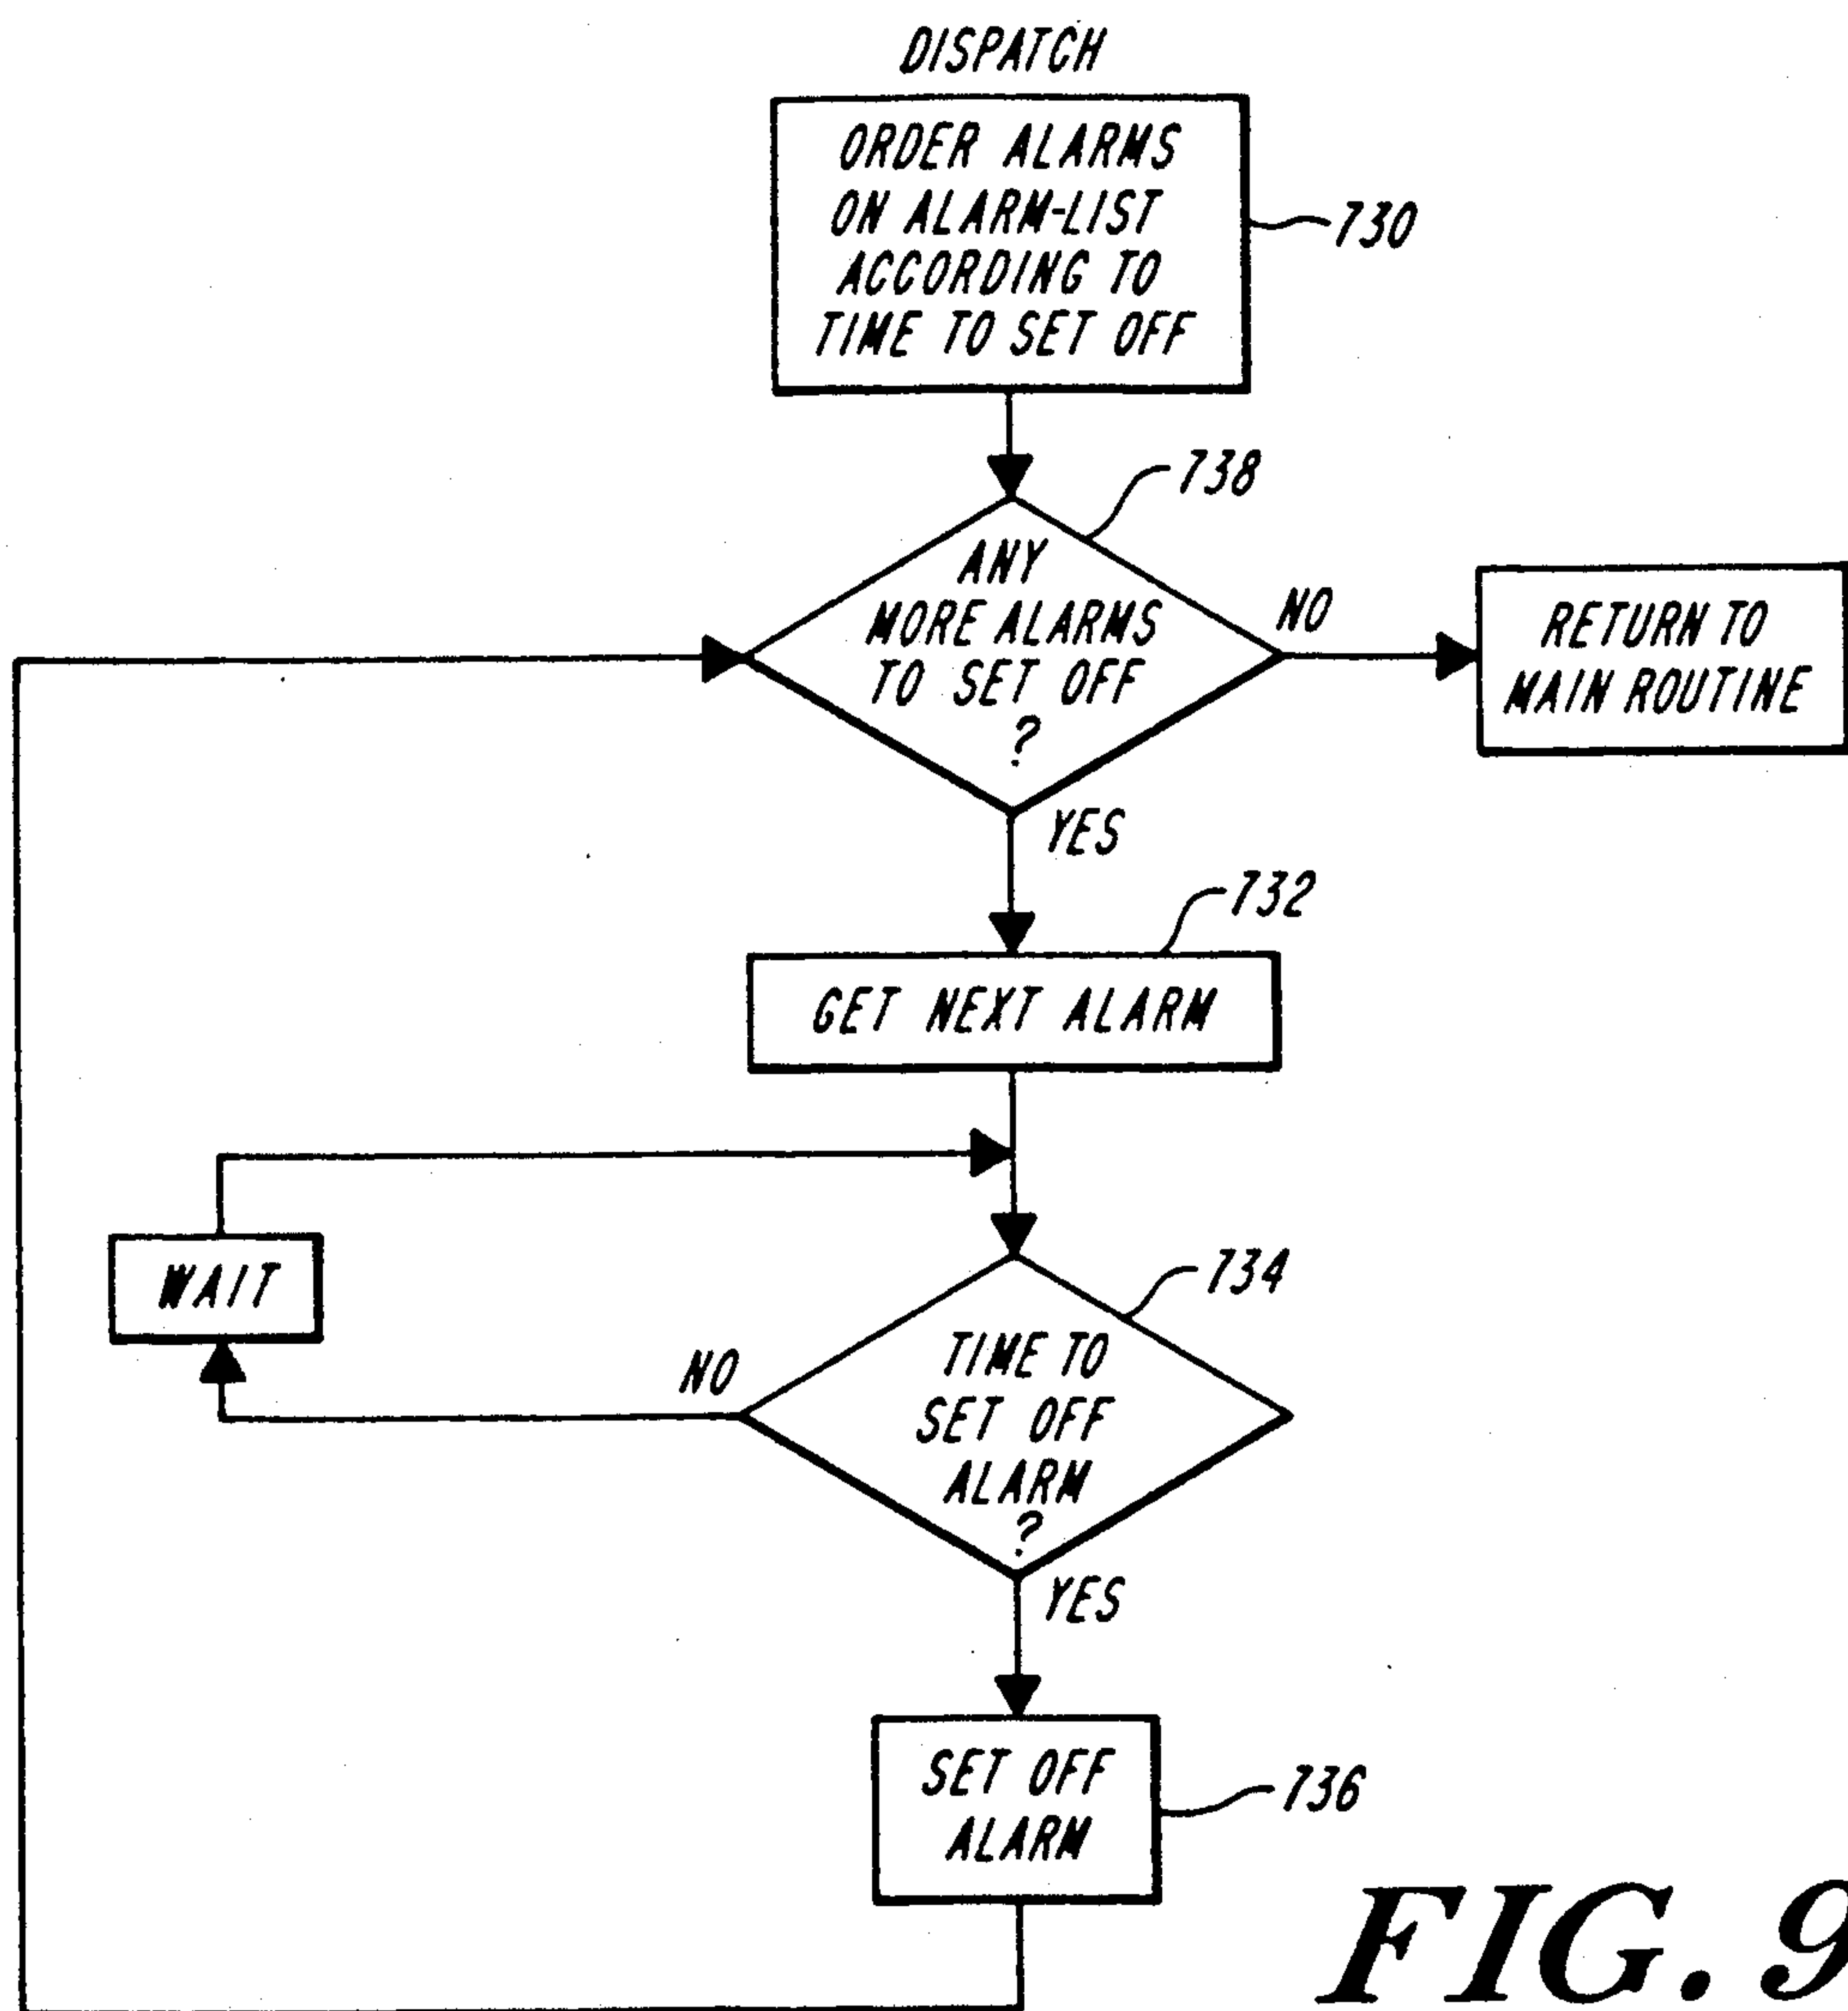 DISPATCH
ORDER ALARMS
ON ALARM-LIST
ACCORDING TO
TIME TO SET OFF
730
738
ANY
MORE ALARMS
TO SET OFF
?
NO
RETURN TO
MAIN ROUTINE
YES
732
GET NEXT ALARM
WAIT
734
TIME TO
SET OFF
ALARM
?
NO
YES
SET OFF
ALARM
736
FIG. 9